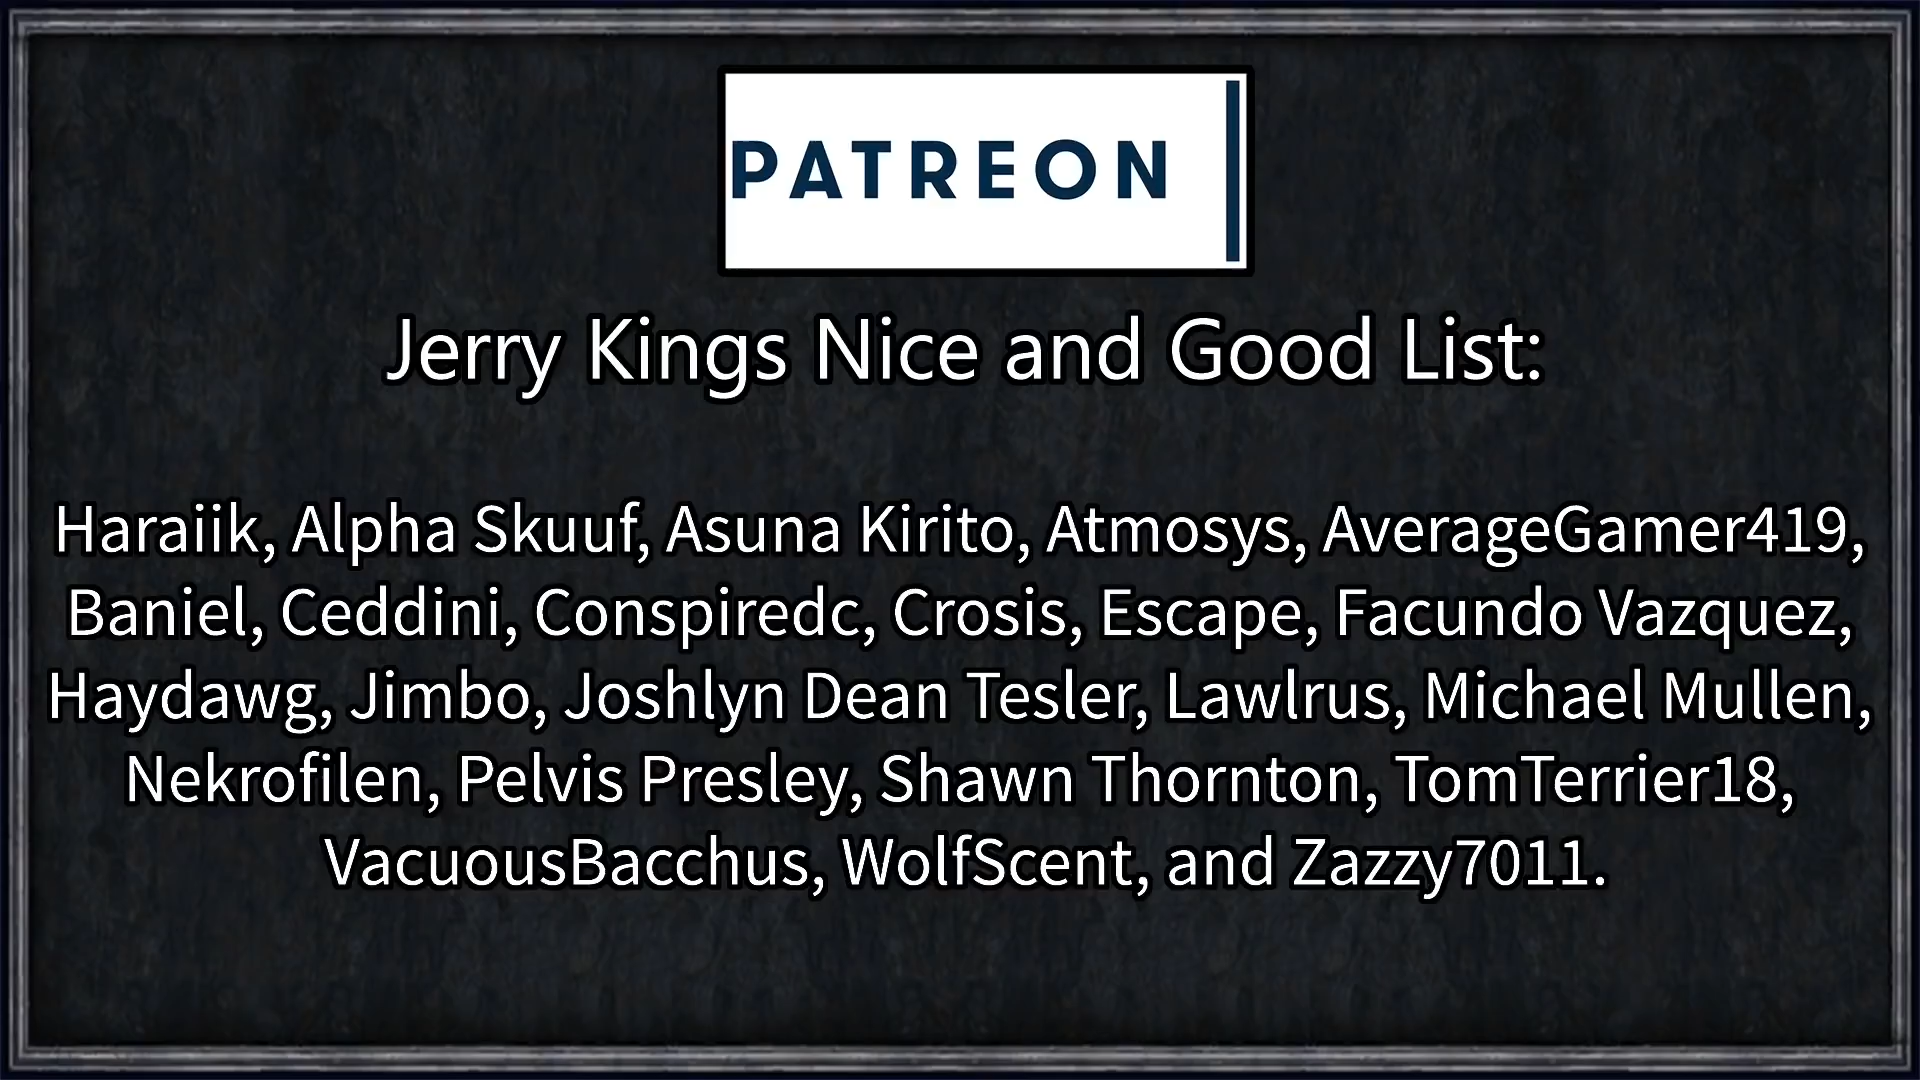 PATREON
Jerry Kings Nice and Good List:
Haraiik, Alpha Skuuf, Asuna Kirito, Atmosys, AverageGamer419,
Baniel, Ceddini, Conspiredc, Crosis, Escape, Facundo Vazquez,
Haydawg, Jimbo, Joshlyn Dean Tesler, Lawlrus, Michael Mullen,
Nekrofilen, Pelvis Presley, Shawn Thornton, TomTerrier18,
VacuousBacchus, WolfScent, and Zazzy7011.